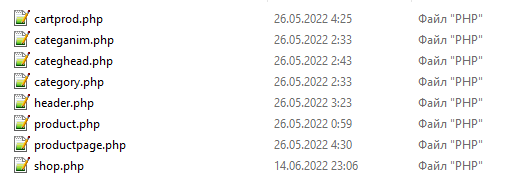 cartprod.php 26.05.2022 4:25 Файл "PHP"
categanim.php 26.05.2022 2:33 Файл "PHP"
categhead.php 26.05.2022 2:43 Файл "PHP"
category.php 26.05.2022 2:33 Файл "PHP"
header.php 26.05.2022 3:23 Файл "PHP"
product.php 26.05.2022 0:59 Файл "PHP"
productpage.php 26.05.2022 4:30 Файл "PHP"
shop.php 14.06.2022 23:06 Файл "PHP"